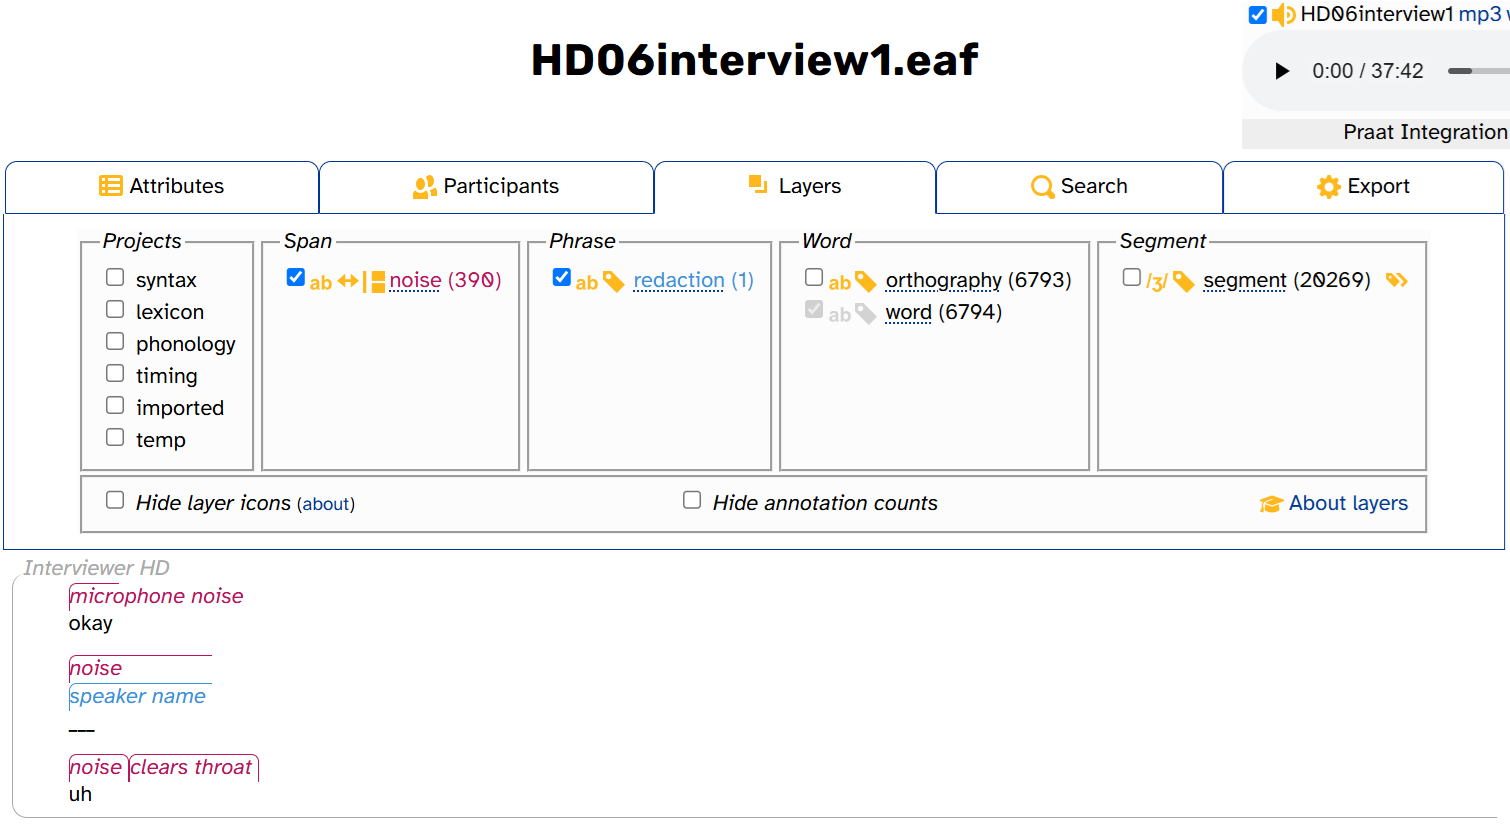 HD06interview1 mp3
HD06interview1.eaf
0:00 / 37:42
Praat Integration
Attributes
Participants
Layers
Search
Export
Projects
syntax
lexicon
phonology
timing
imported
temp
Span
ab noise (390)
Phrase
ab redaction (1)
Word
ab orthography (6793)
ab word (6794)
Segment
/ʒ/ segment (20269)
Hide layer icons (about)
Hide annotation counts
About layers
Interviewer HD
microphone noise
okay
noise
speaker name
___
noise clears throat
uh